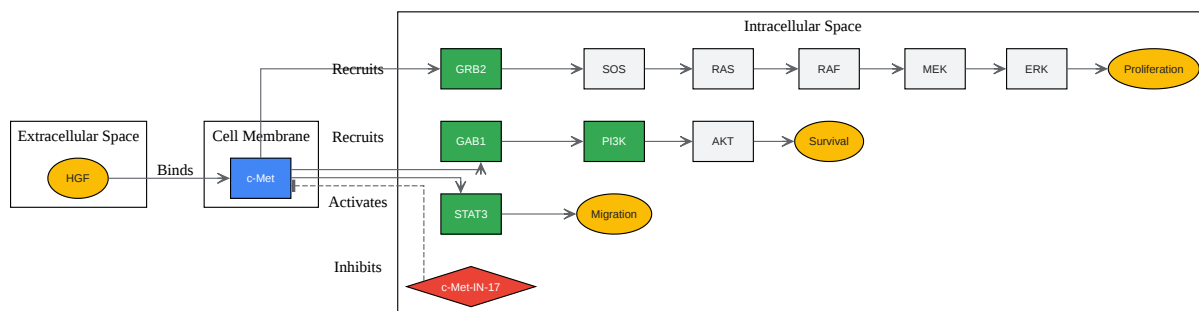 Intracellular Space
Recruits
GRB2
SOS
RAS
RAF
MEK
ERK
Proliferation
Extracellular Space
Cell Membrane
Recruits
GAB1
PI3K
AKT
Survival
HGF
Binds
c-Met
Activates
STAT3
Migration
Inhibits
c-Met-IN-17